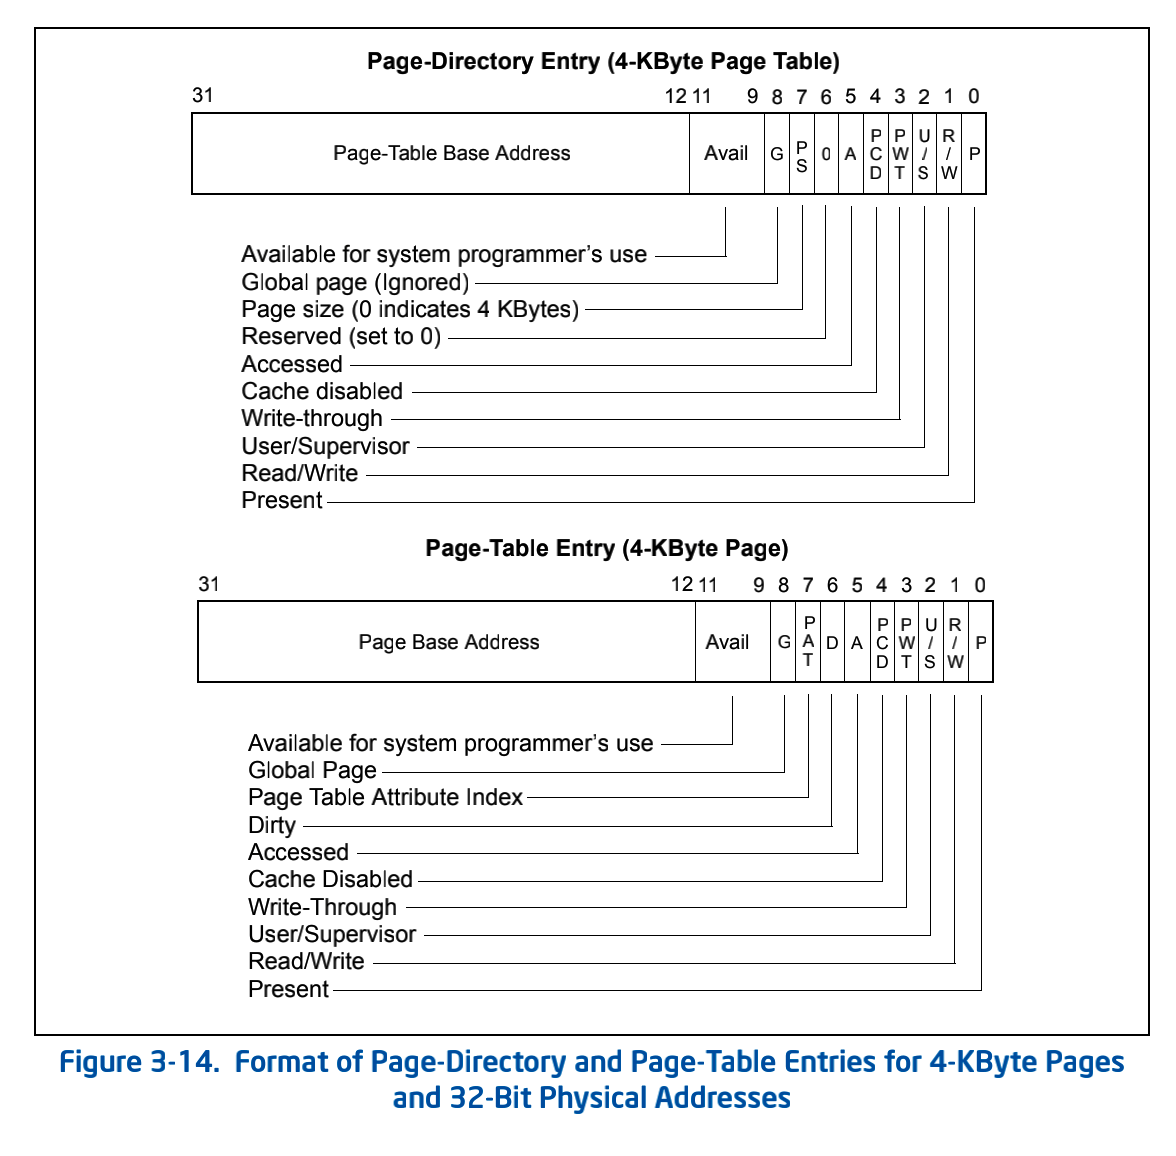 Page-Directory Entry (4-KByte Page Table)
31 12 11 9 8 7 6 5 4 3 2 1 0
Page-Table Base Address Avail G PS 0 A PCD PWT U/S R/W P
Available for system programmer’s use
Global page (Ignored)
Page size (0 indicates 4 KBytes)
Reserved (set to 0)
Accessed
Cache disabled
Write-through
User/Supervisor
Read/Write
Present
Page-Table Entry (4-KByte Page)
31 12 11 9 8 7 6 5 4 3 2 1 0
Page Base Address Avail G PAT D A PCD PWT U/S R/W P
Available for system programmer’s use
Global Page
Page Table Attribute Index
Dirty
Accessed
Cache Disabled
Write-Through
User/Supervisor
Read/Write
Present
Figure 3-14. Format of Page-Directory and Page-Table Entries for 4-KByte Pages
and 32-Bit Physical Addresses